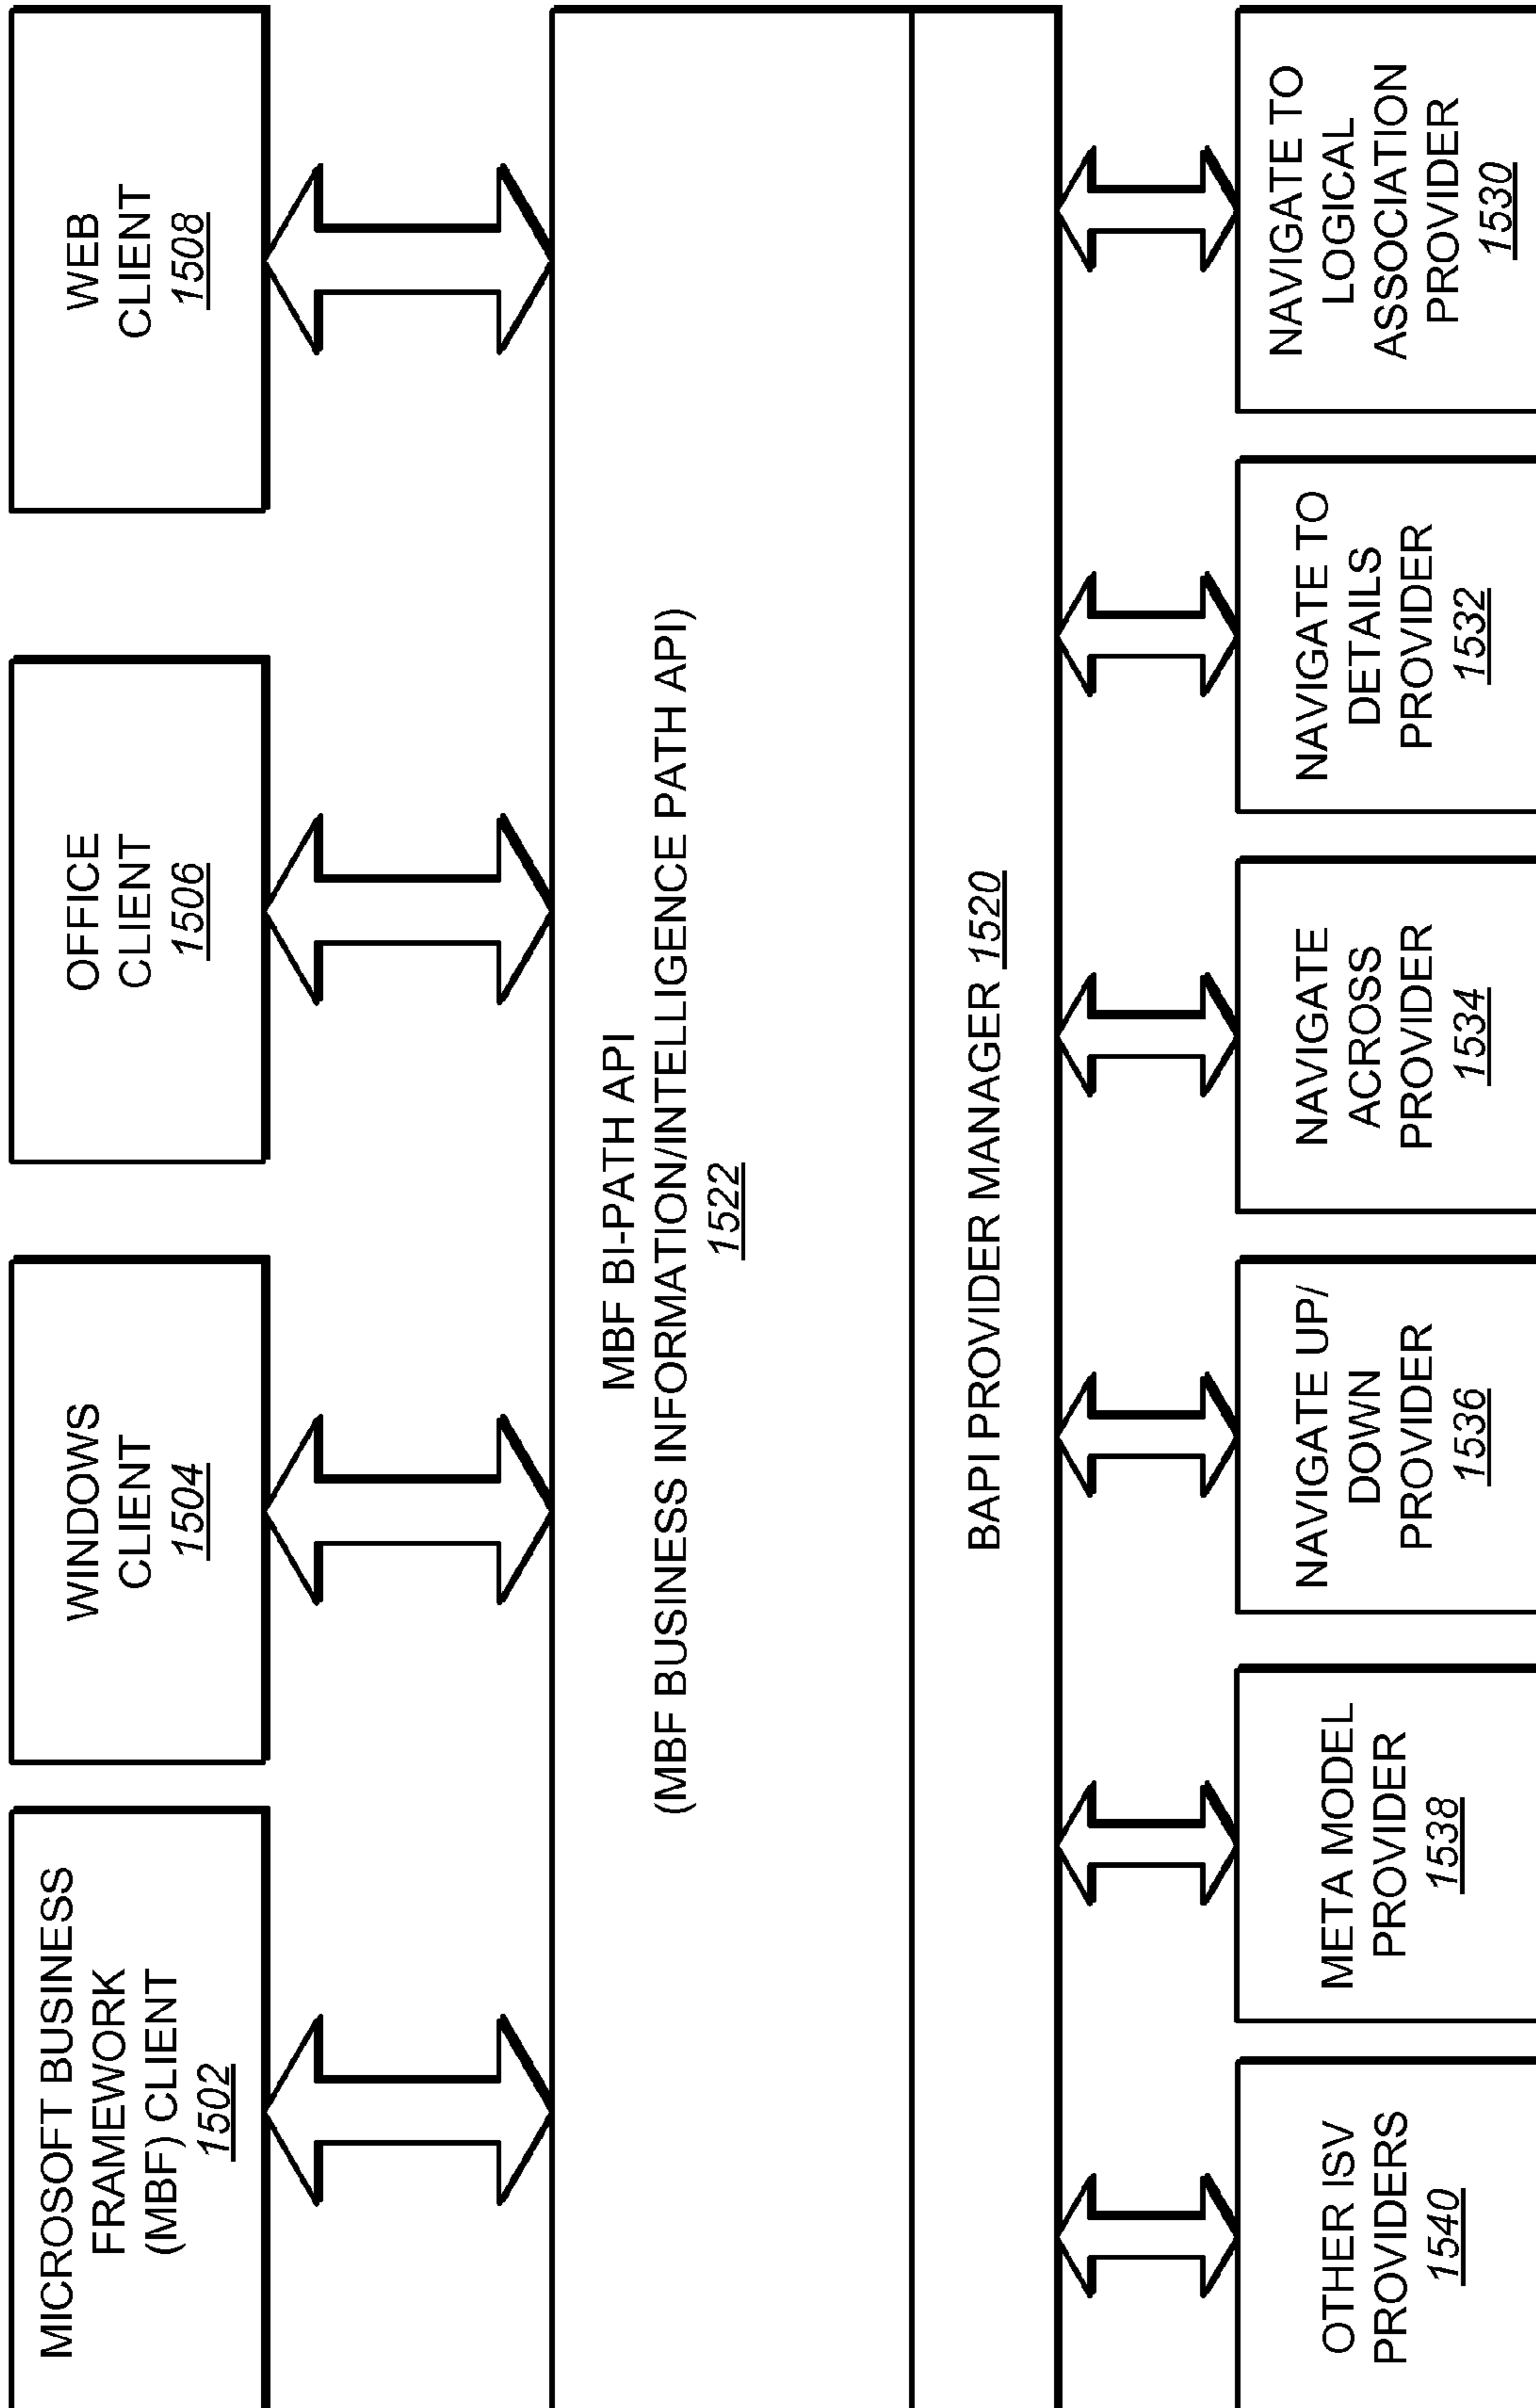 MICROSOFT BUSINESS
FRAMEWORK
(MBF) CLIENT
1502
WINDOWS
CLIENT
1504
OFFICE
CLIENT
1506
WEB
CLIENT
1508
MBF BI-PATH API
(MBF BUSINESS INFORMATION/INTELLIGENCE PATH API)
1522
BAPI PROVIDER MANAGER 1520
OTHER ISV
PROVIDERS
1540
META MODEL
PROVIDER
1538
NAVIGATE UP/
DOWN
PROVIDER
1536
NAVIGATE
ACROSS
PROVIDER
1534
NAVIGATE TO
DETAILS
PROVIDER
1532
NAVIGATE TO
LOGICAL
ASSOCIATION
PROVIDER
1530